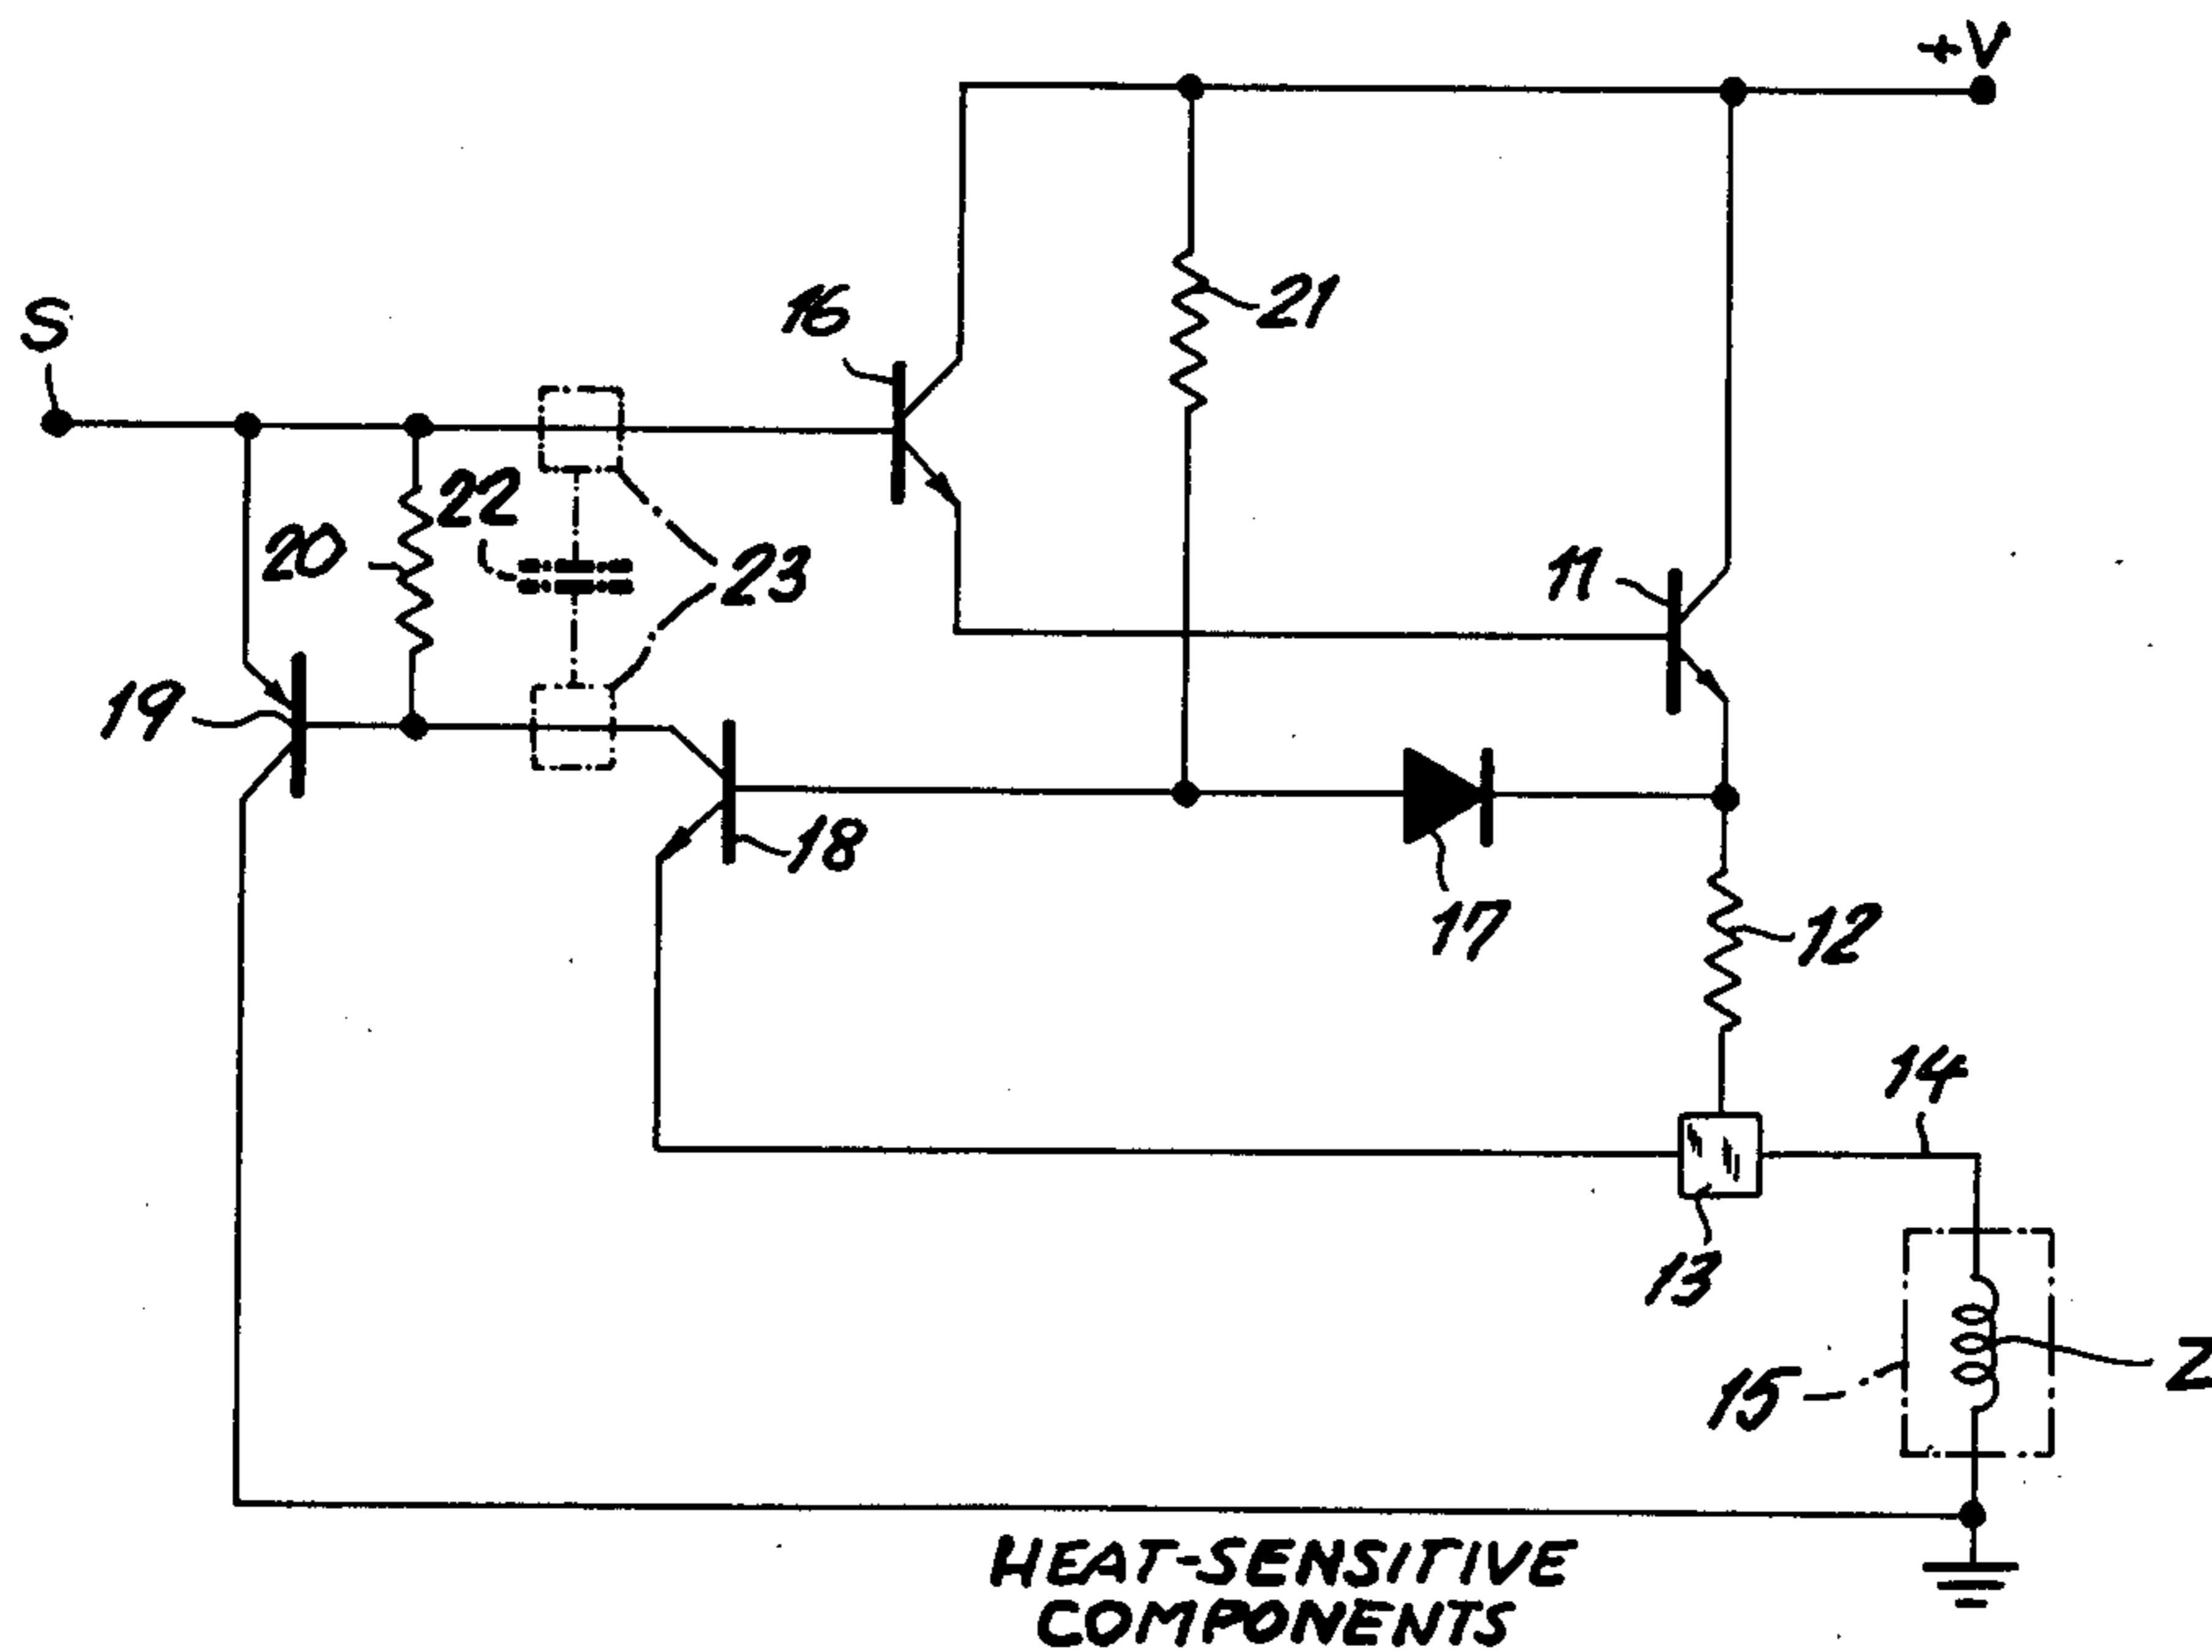 +V
S
16
21
22
20
23
11
19
18
17
12
14
13
15
Z
HEAT-SENSITIVE
COMPONENTS